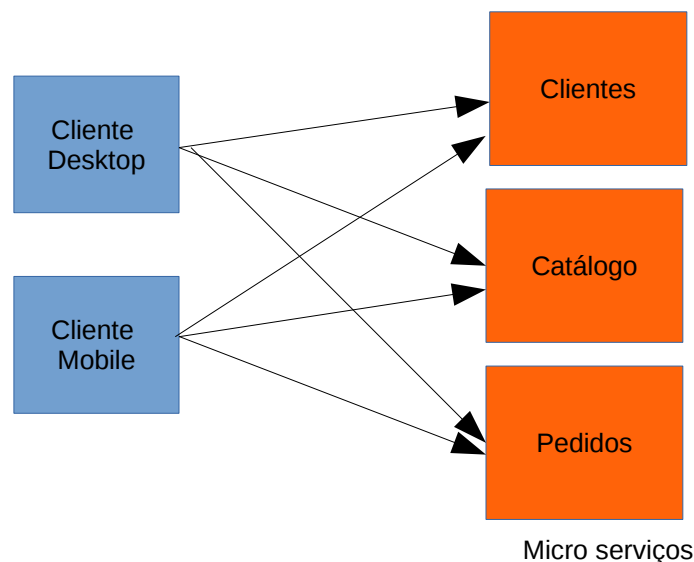 Cliente
Desktop
Cliente
Mobile
Clientes
Catálogo
Pedidos
Micro serviços